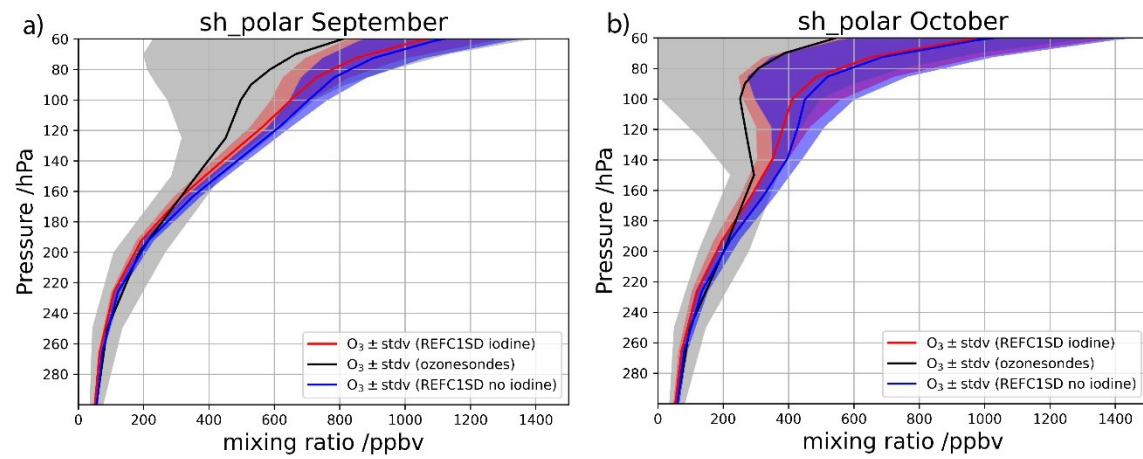 a) sh_polar September
60
80
100
120
140
160
180
200
220
240
260
280
Pressure /hPa
0 200 400 600 800 1000 1200 1400
mixing ratio /ppbv
O₃ ± stdv (REFC1SD iodine)
O₃ ± stdv (ozonesondes)
O₃ ± stdv (REFC1SD no iodine)
b) sh_polar October
60
80
100
120
140
160
180
200
220
240
260
280
Pressure /hPa
0 200 400 600 800 1000 1200 1400
mixing ratio /ppbv
O₃ ± stdv (REFC1SD iodine)
O₃ ± stdv (ozonesondes)
O₃ ± stdv (REFC1SD no iodine)